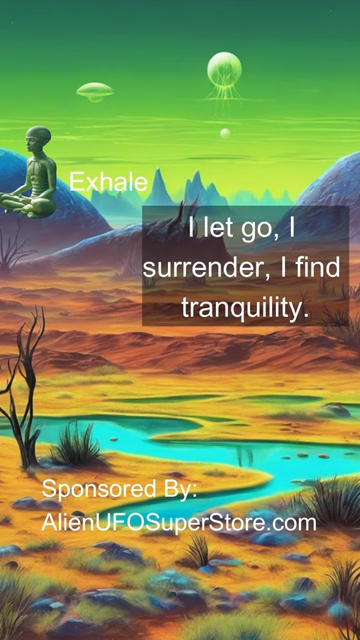 Exhale
I let go, I
surrender, I find
tranquility.
Sponsored By:
AlienUFOSuperStore.com